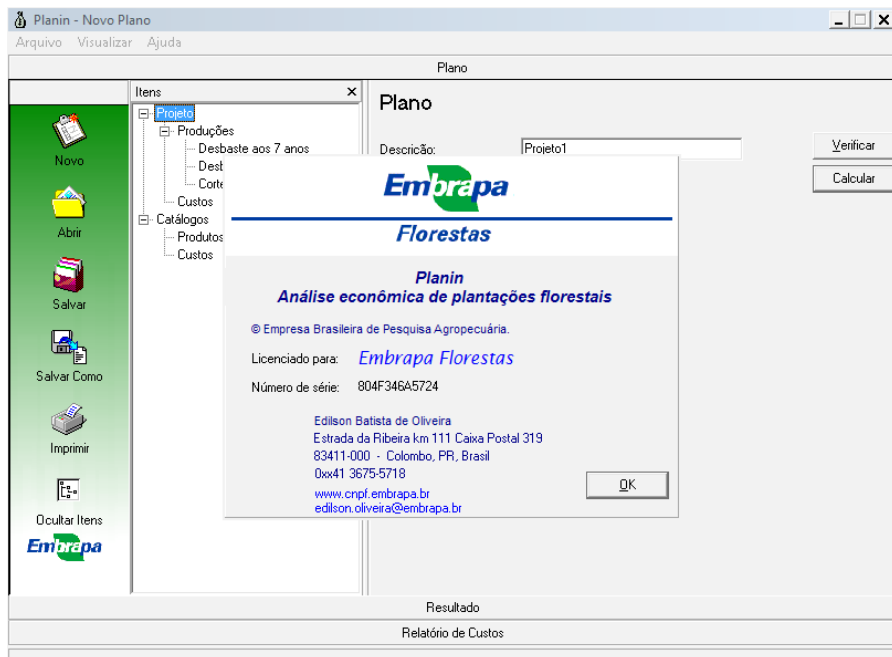 Planin - Novo Plano
Arquivo Visualizar Ajuda
Plano
Novo
Abrir
Salvar
Salvar Como
Imprimir
Ocultar Itens
Embrapa
Itens
Projeto
Produções
Desbaste aos 7 anos
Custos
Catálogos
Produtos
Custos
Plano
Descrição: Projeto1
Verificar
Calcular
Embrapa
Florestas
Planin
Análise econômica de plantações florestais
© Empresa Brasileira de Pesquisa Agropecuária.
Licenciado para: Embrapa Florestas
Número de série: 804F346A5724
Edilson Batista de Oliveira
Estrada da Ribeira km 111 Caixa Postal 319
83411-000 - Colombo, PR, Brasil
0xx41 3675-5718
www.cnpf.embrapa.br
edilson.oliveira@embrapa.br
OK
Resultado
Relatório de Custos